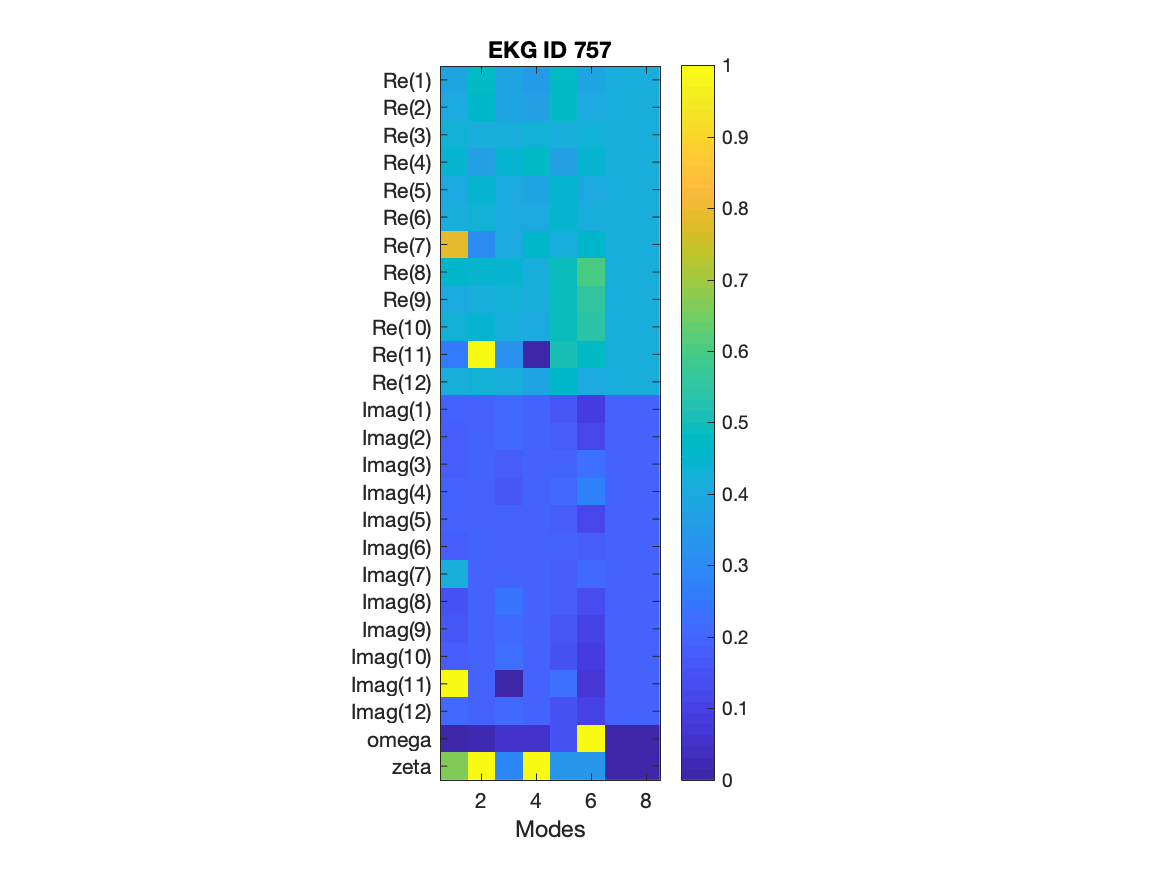 EKG ID 757
Re(1)
Re(2)
Re(3)
Re(4)
Re(5)
Re(6)
Re(7)
Re(8)
Re(9)
Re(10)
Re(11)
Re(12)
Imag(1)
Imag(2)
Imag(3)
Imag(4)
Imag(5)
Imag(6)
Imag(7)
Imag(8)
Imag(9)
Imag(10)
Imag(11)
Imag(12)
omega
zeta
2 4 6 8
Modes
1
0.9
0.8
0.7
0.6
0.5
0.4
0.3
0.2
0.1
0